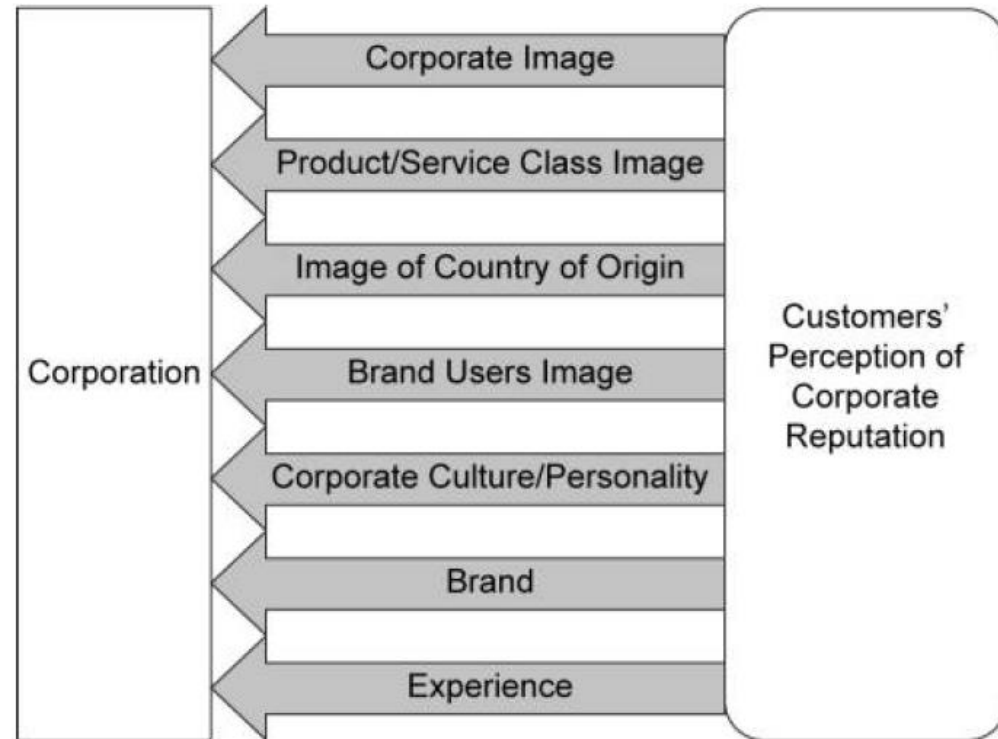 Corporate Image
Product/Service Class Image
Image of Country of Origin
Corporation
Brand Users Image
Corporate Culture/Personality
Brand
Experience
Customers’
Perception of
Corporate
Reputation